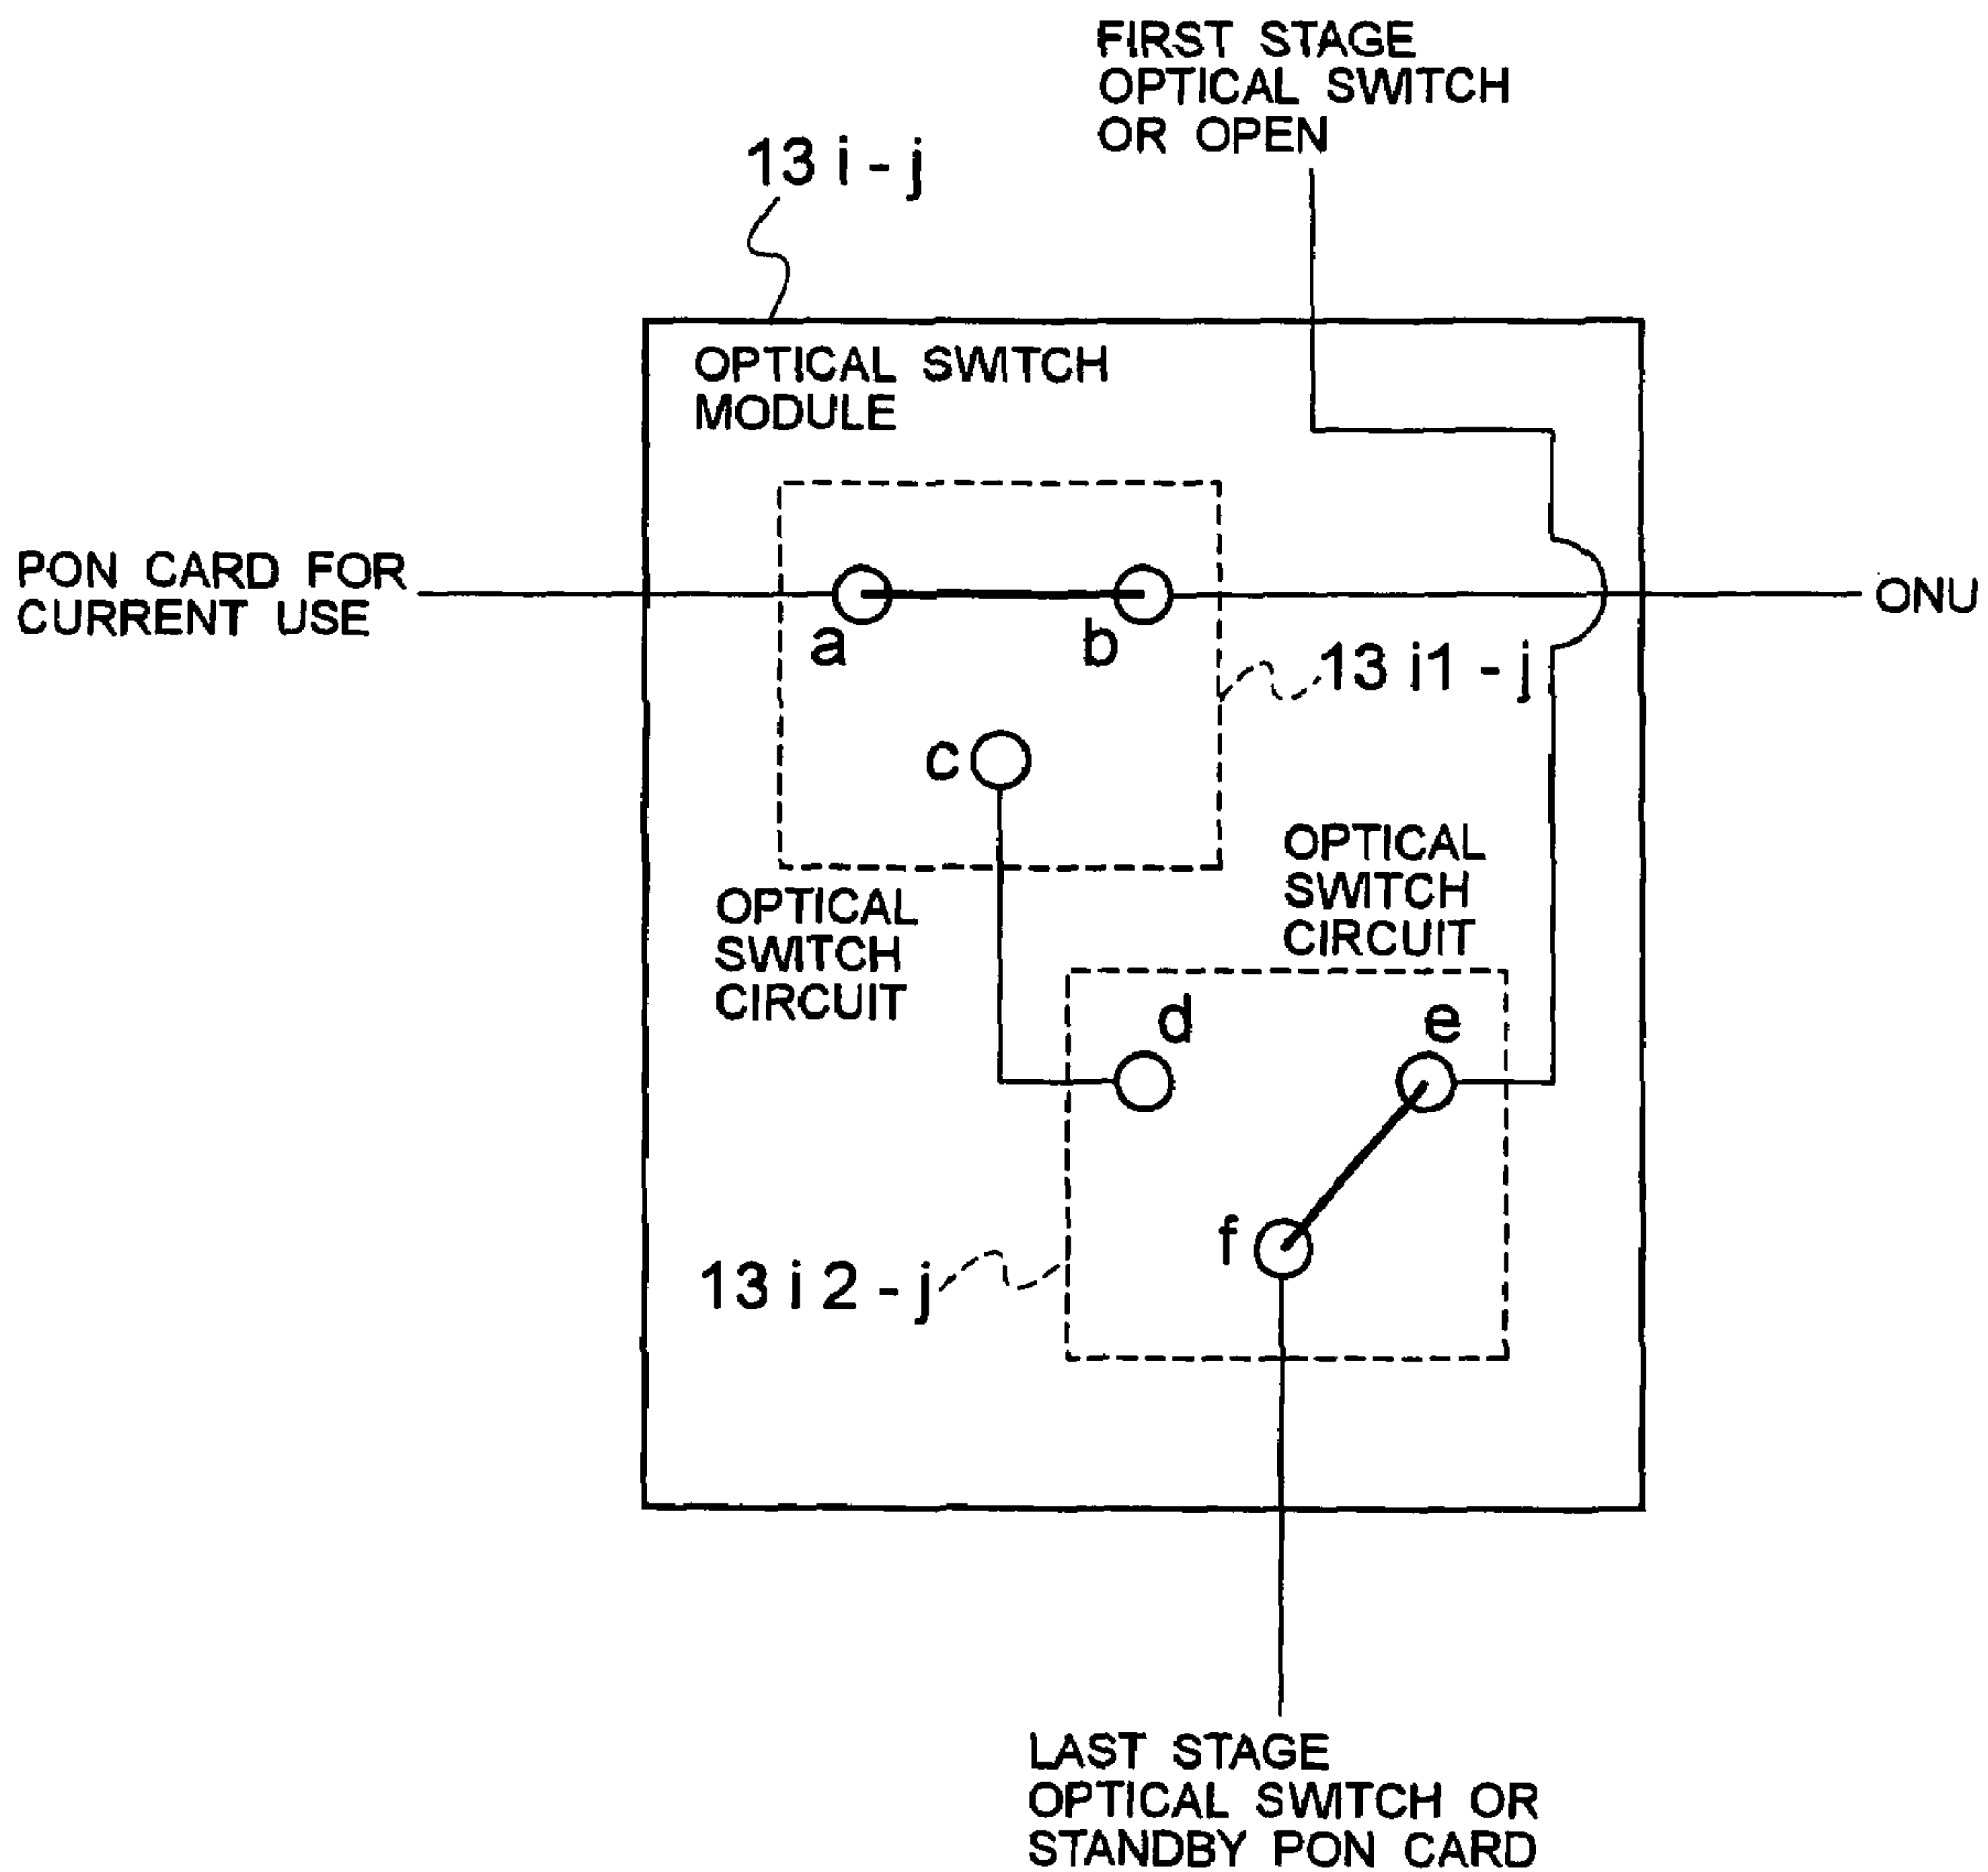 FIRST STAGE
OPTICAL SWITCH
OR OPEN
13 i - j
OPTICAL SWITCH
MODULE
PON CARD FOR
CURRENT USE
ONU
a
b
13 i1 - j
c
OPTICAL
SWITCH
CIRCUIT
OPTICAL
SWITCH
CIRCUIT
d
e
f
13 i 2 - j
LAST STAGE
OPTICAL SWITCH OR
STANDBY PON CARD